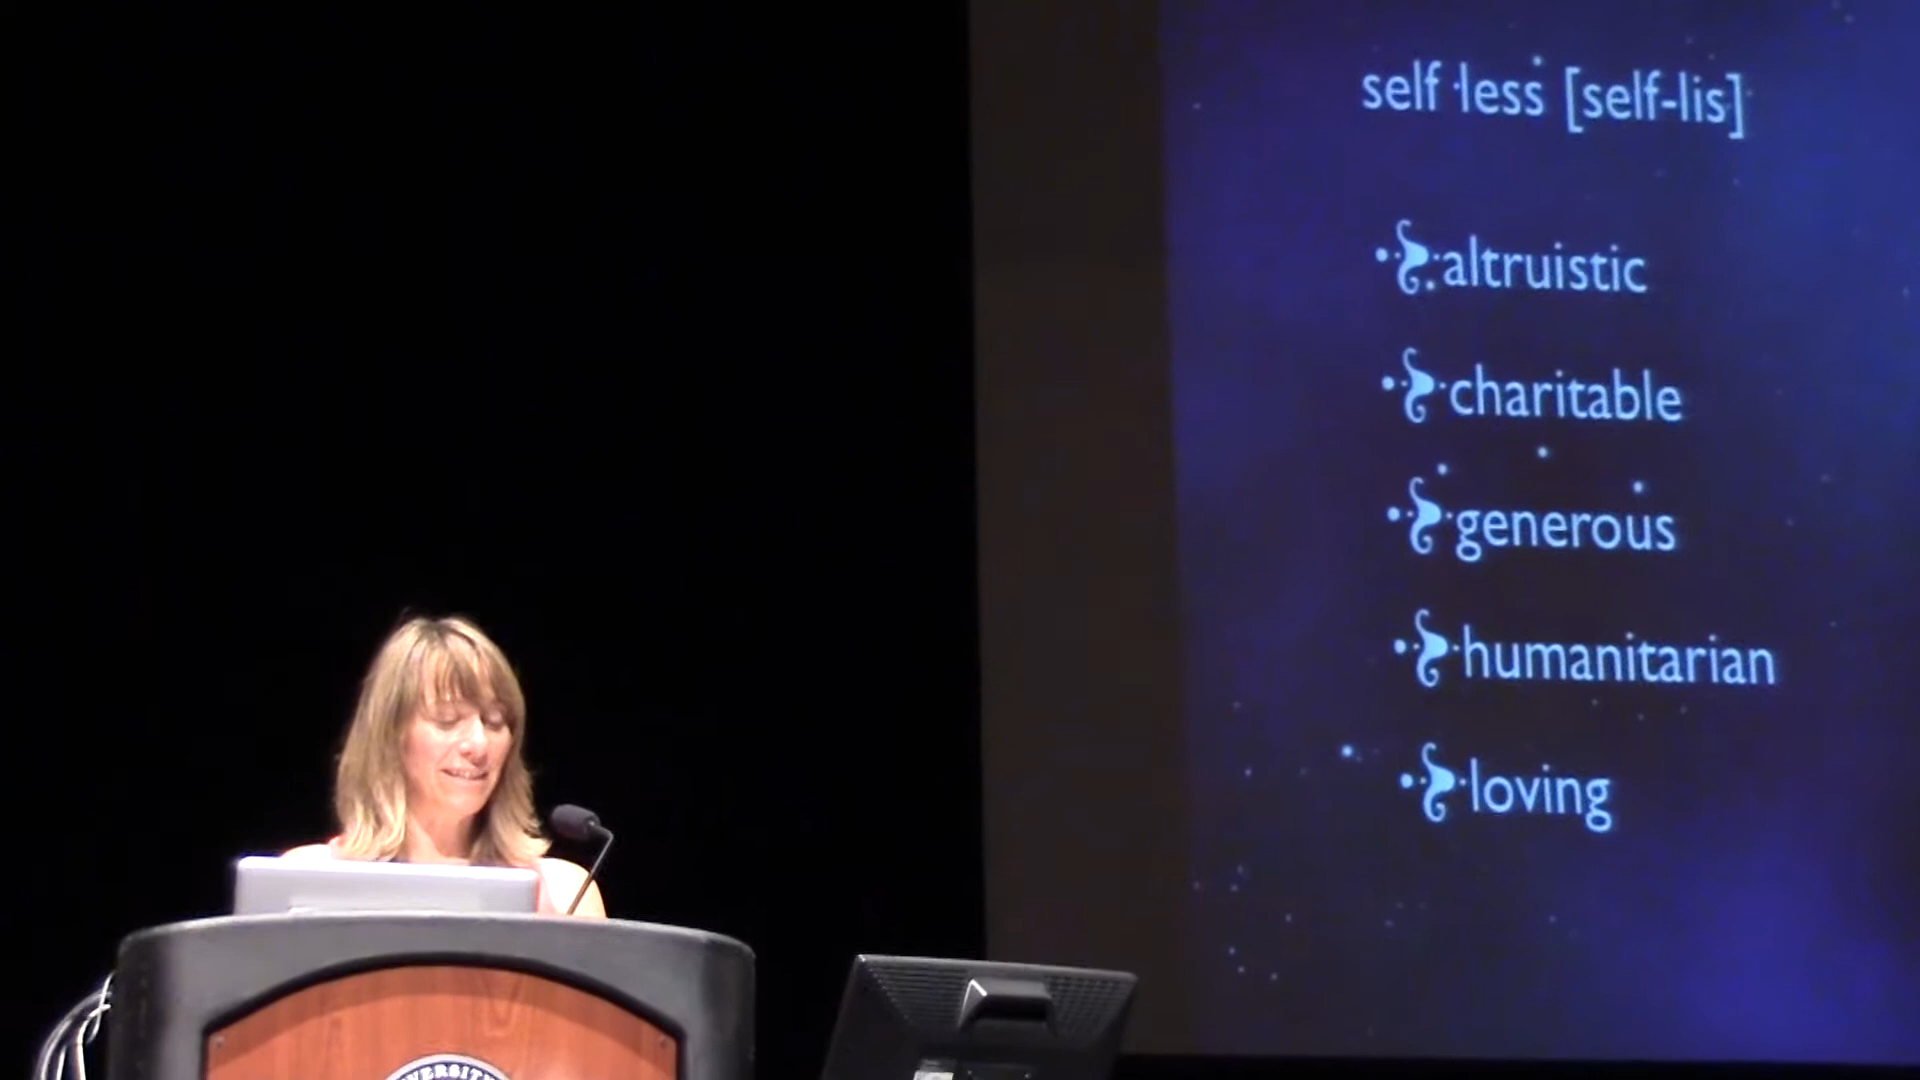 self·less [self-lis]
altruistic
charitable
generous
humanitarian
loving